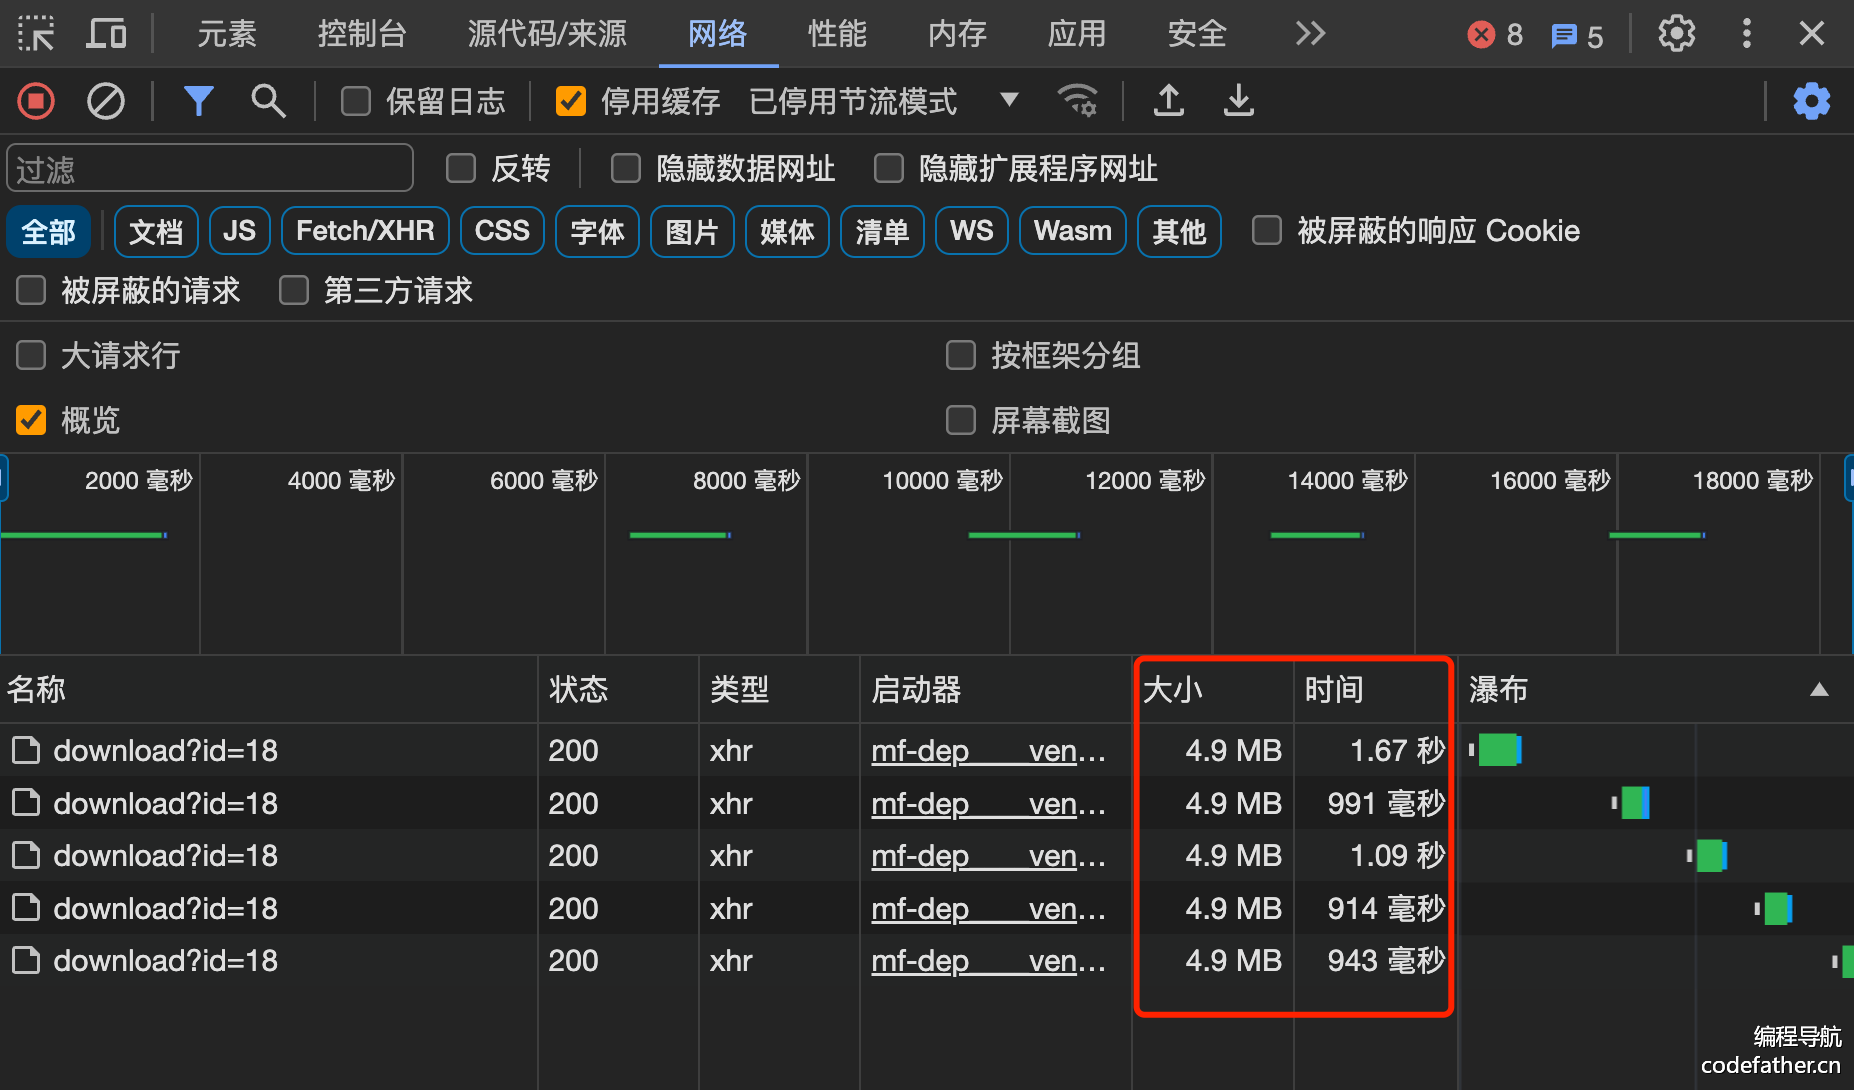 元素 控制台 源代码/来源 网络 性能 内存 应用 安全 8 5
保留日志 停用缓存 已停用节流模式
过滤 反转 隐藏数据网址 隐藏扩展程序网址
全部 文档 JS Fetch/XHR CSS 字体 图片 媒体 清单 WS Wasm 其他 被屏蔽的响应 Cookie
被屏蔽的请求 第三方请求
大请求行 按框架分组
概览 屏幕截图
2000 毫秒 4000 毫秒 6000 毫秒 8000 毫秒 10000 毫秒 12000 毫秒 14000 毫秒 16000 毫秒 18000 毫秒
名称 状态 类型 启动器 大小 时间 瀑布
download?id=18 200 xhr mf-dep____ven… 4.9 MB 1.67 秒
download?id=18 200 xhr mf-dep____ven… 4.9 MB 991 毫秒
download?id=18 200 xhr mf-dep____ven… 4.9 MB 1.09 秒
download?id=18 200 xhr mf-dep____ven… 4.9 MB 914 毫秒
download?id=18 200 xhr mf-dep____ven… 4.9 MB 943 毫秒
编程导航
codefather.cn